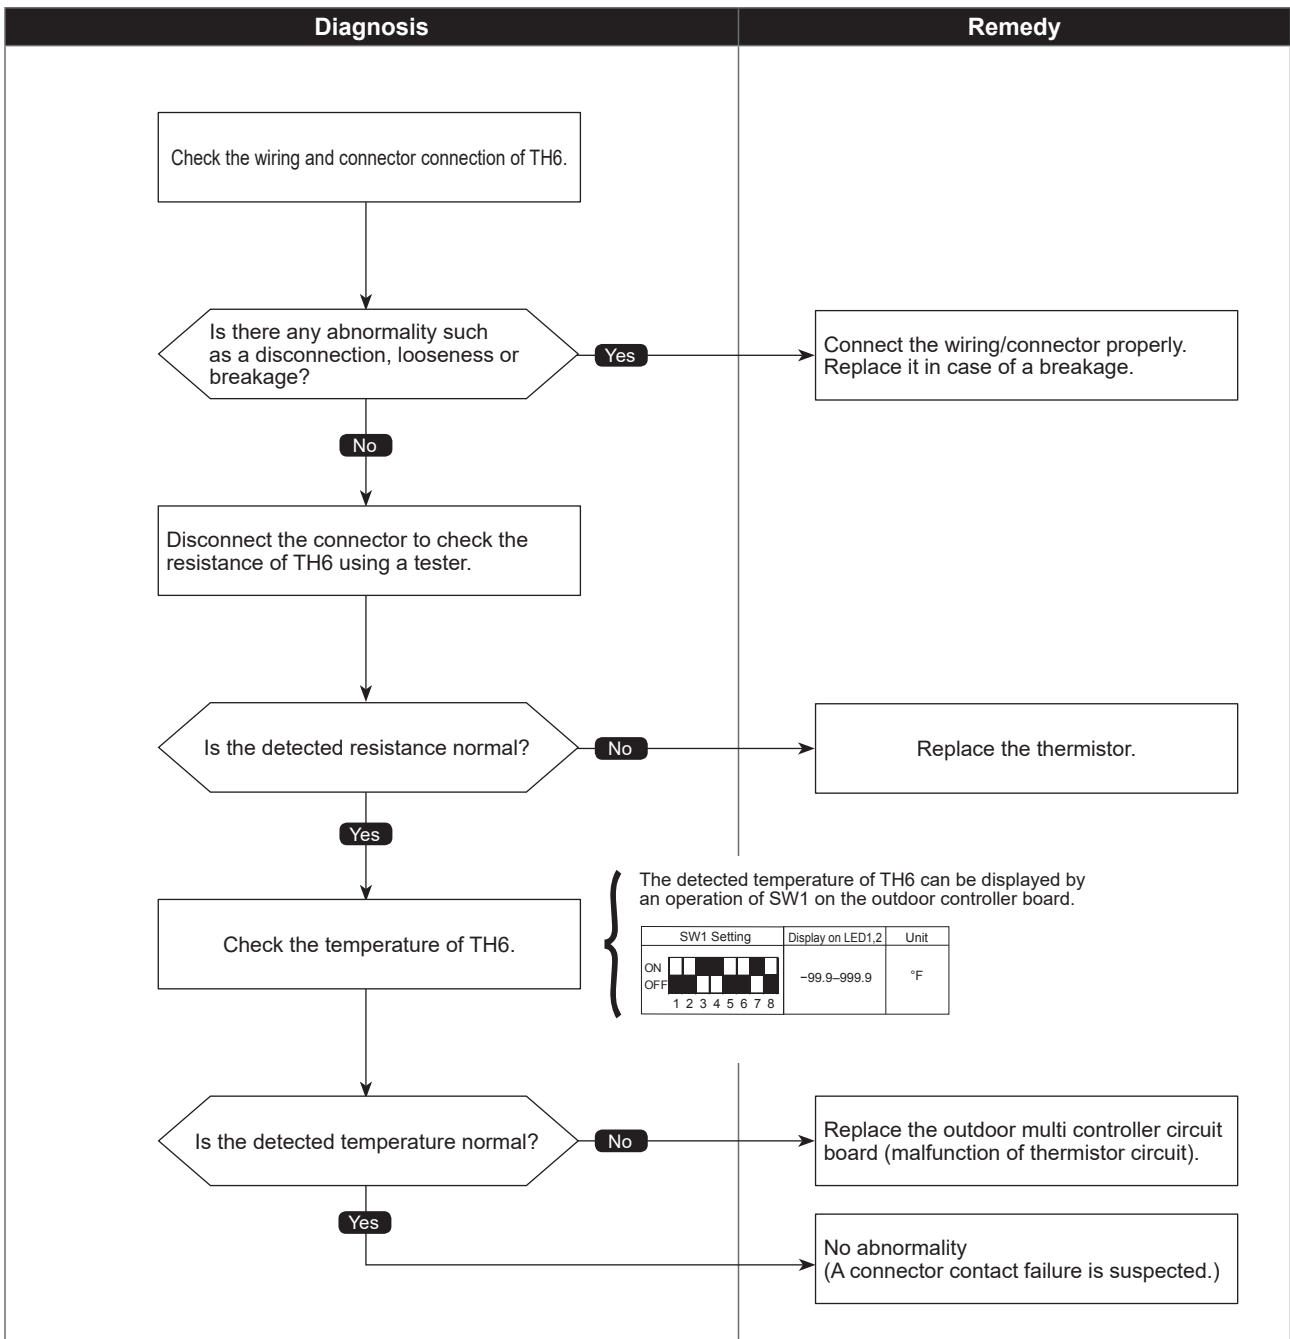 Diagnosis
Remedy
Check the wiring and connector connection of TH6.
Is there any abnormality such
as a disconnection, looseness or
breakage?
Yes
Connect the wiring/connector properly.
Replace it in case of a breakage.
No
Disconnect the connector to check the
resistance of TH6 using a tester.
Is the detected resistance normal?
No
Replace the thermistor.
Yes
The detected temperature of TH6 can be displayed by
an operation of SW1 on the outdoor controller board.
Check the temperature of TH6.
SW1 Setting
Display on LED1,2
Unit
ON
OFF
1 2 3 4 5 6 7 8
−99.9–999.9
°F
Is the detected temperature normal?
No
Replace the outdoor multi controller circuit
board (malfunction of thermistor circuit).
Yes
No abnormality
(A connector contact failure is suspected.)